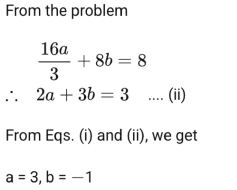 From the problem
16a/3 + 8b = 8
∴ 2a + 3b = 3 .... (ii)
From Eqs. (i) and (ii), we get
a = 3, b = −1